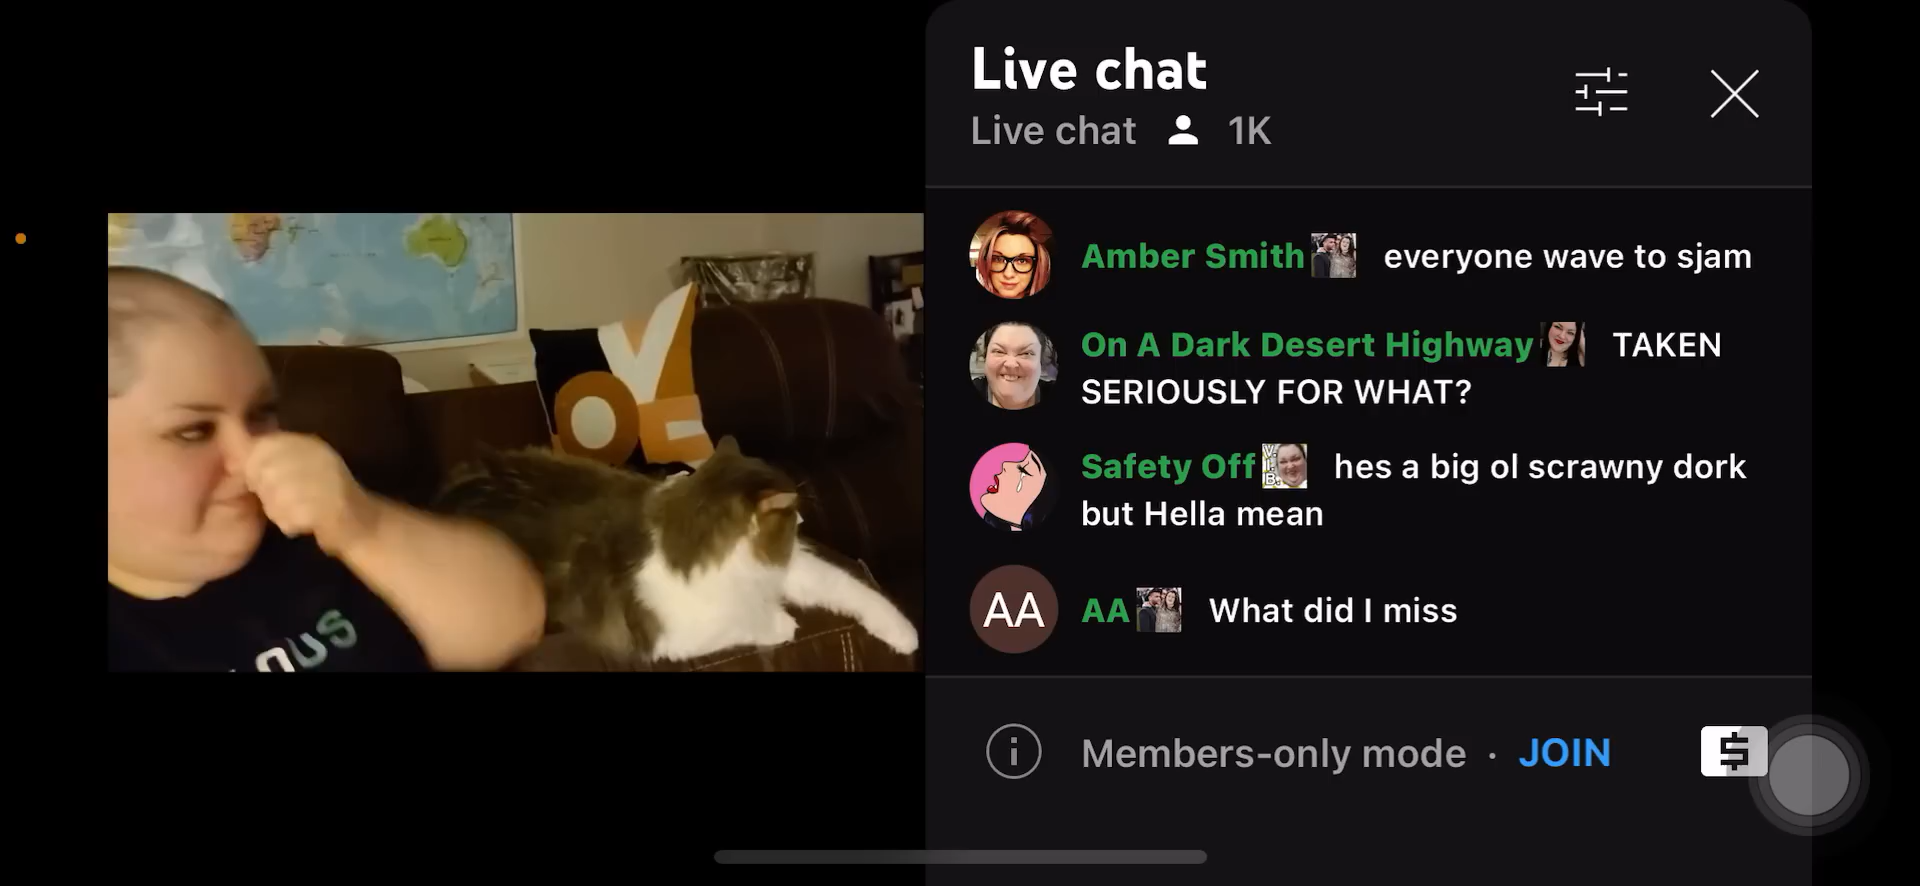 Live chat
Live chat 1K
Amber Smith everyone wave to sjam
On A Dark Desert Highway TAKEN
SERIOUSLY FOR WHAT?
Safety Off hes a big ol scrawny dork
but Hella mean
AA AA What did I miss
Members-only mode · JOIN
$